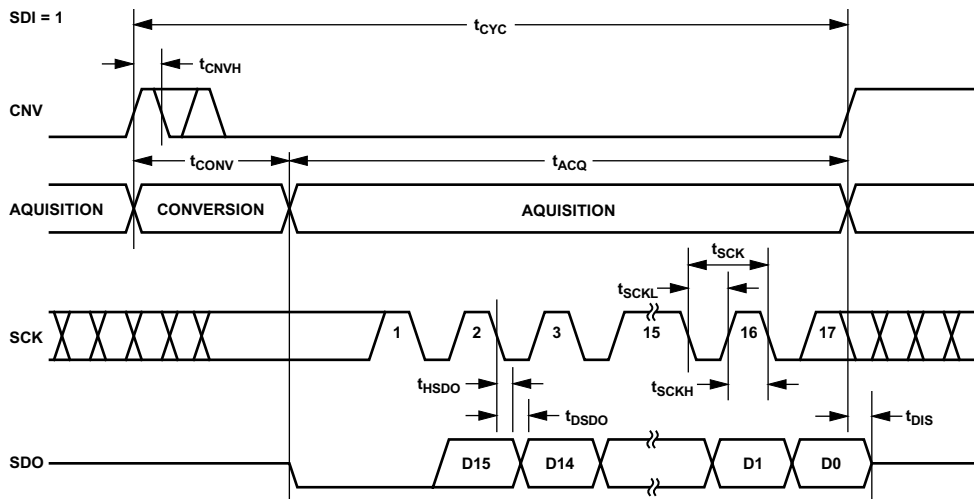 SDI = 1
tCYC
tCNVH
CNV
tCONV
tACQ
AQUISITION
CONVERSION
AQUISITION
tSCK
tSCKL
SCK
1
2
3
15
16
17
tHSDO
tDSDO
tSCKH
tDIS
SDO
D15
D14
D1
D0